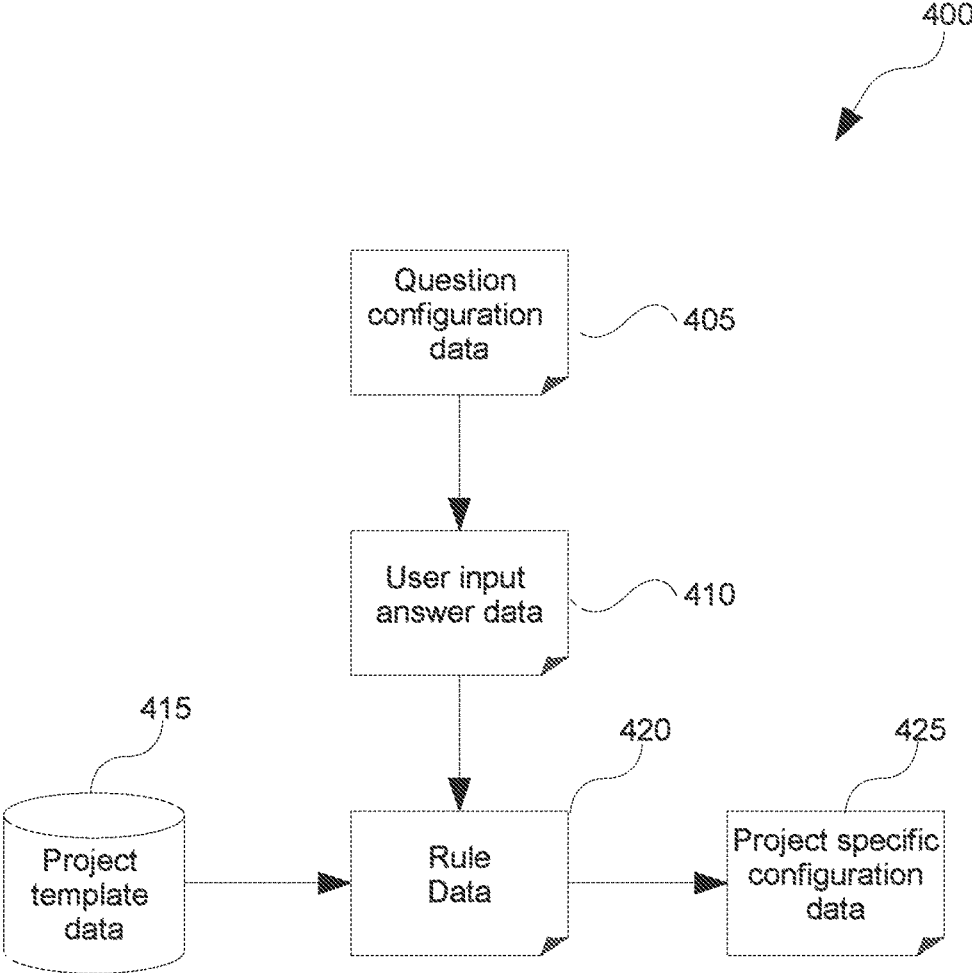 400
Question
configuration
data
405
User input
answer data
410
415
420
425
Project
template
data
Rule
Data
Project specific
configuration
data